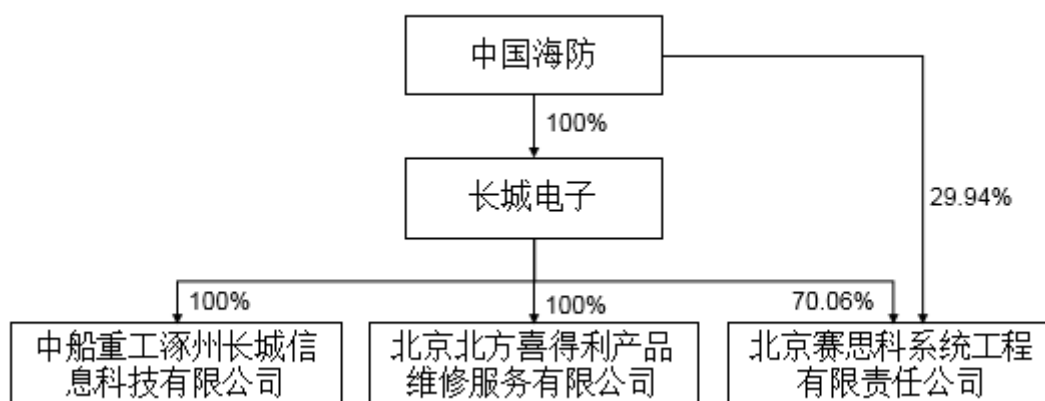 中国海防
100%
长城电子
29.94%
100%
100%
70.06%
中船重工涿州长城信
息科技有限公司
北京北方喜得利产品
维修服务有限公司
北京赛思科系统工程
有限责任公司